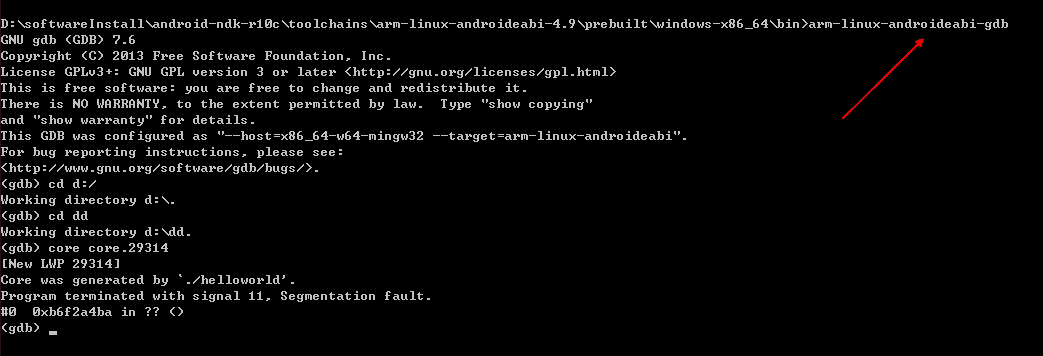 D:\softwareInstall\android-ndk-r10c\toolchains\arm-linux-androideabi-4.9\prebuilt\windows-x86_64\bin>arm-linux-androideabi-gdb
GNU gdb (GDB) 7.6
Copyright (C) 2013 Free Software Foundation, Inc.
License GPLv3+: GNU GPL version 3 or later <http://gnu.org/licenses/gpl.html>
This is free software: you are free to change and redistribute it.
There is NO WARRANTY, to the extent permitted by law.  Type "show copying"
and "show warranty" for details.
This GDB was configured as "--host=x86_64-w64-mingw32 --target=arm-linux-androideabi".
For bug reporting instructions, please see:
<http://www.gnu.org/software/gdb/bugs/>.
(gdb) cd d:/
Working directory d:\.
(gdb) cd dd
Working directory d:\dd.
(gdb) core core.29314
[New LWP 29314]
Core was generated by `./helloworld'.
Program terminated with signal 11, Segmentation fault.
#0  0xb6f2a4ba in ?? ()
(gdb) _